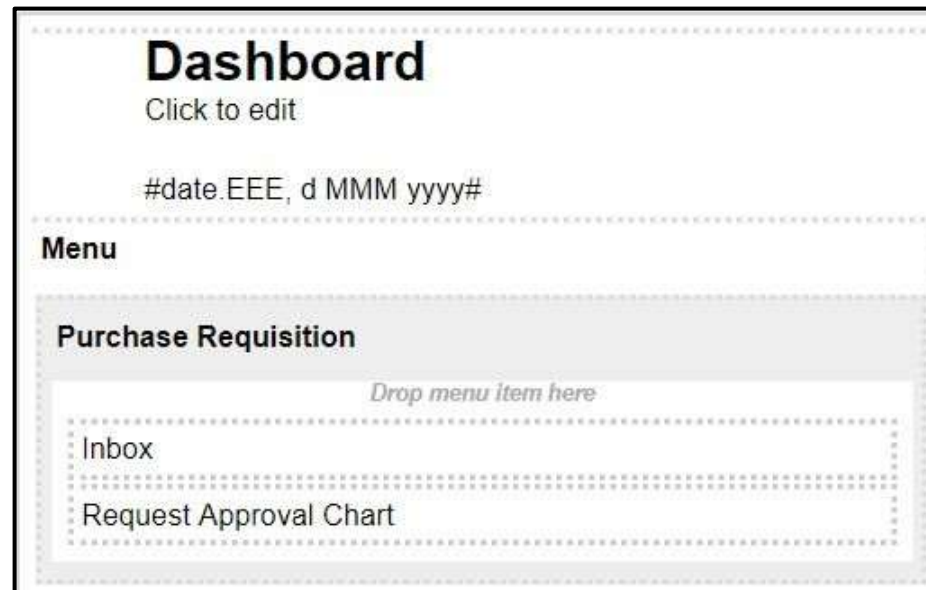 Dashboard
Click to edit
#date.EEE, d MMM yyyy#
Menu
Purchase Requisition
Drop menu item here
Inbox
Request Approval Chart